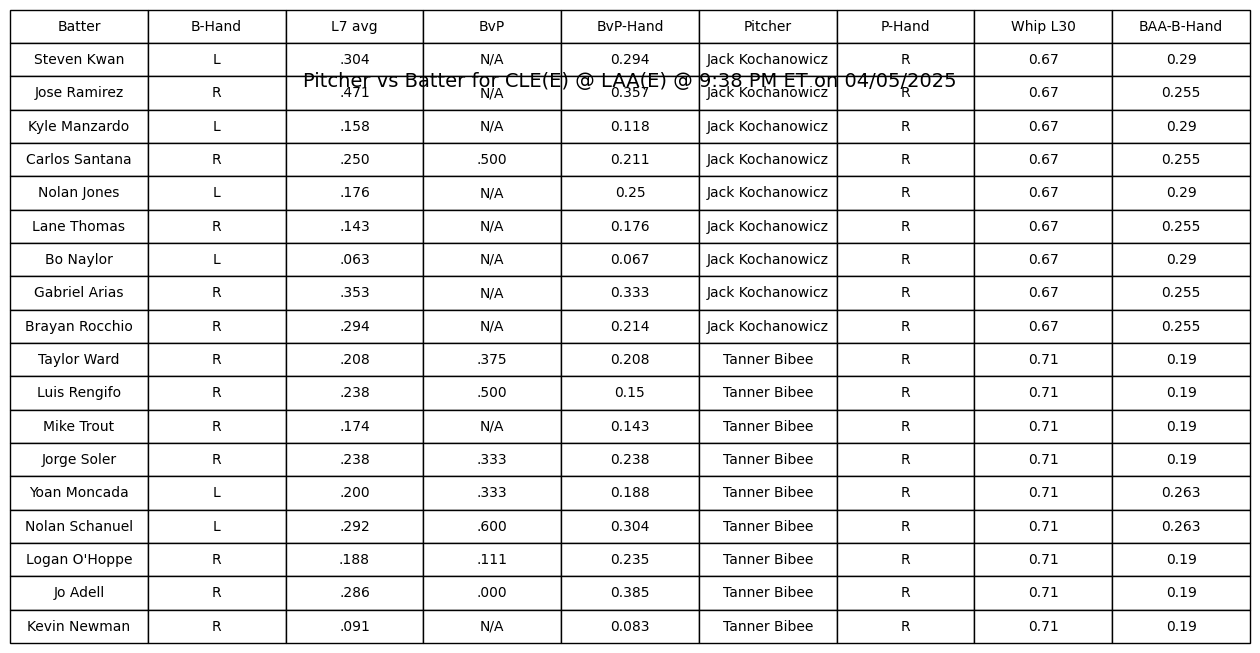 Batter B-Hand L7 avg BvP BvP-Hand Pitcher P-Hand Whip L30 BAA-B-Hand
Steven Kwan L .304 N/A 0.294 Jack Kochanowicz R 0.67 0.29
Pitcher vs Batter for CLE(E) @ LAA(E) @ 9:38 PM ET on 04/05/2025
Jose Ramirez R .471 N/A 0.357 Jack Kochanowicz R 0.67 0.255
Kyle Manzardo L .158 N/A 0.118 Jack Kochanowicz R 0.67 0.29
Carlos Santana R .250 .500 0.211 Jack Kochanowicz R 0.67 0.255
Nolan Jones L .176 N/A 0.25 Jack Kochanowicz R 0.67 0.29
Lane Thomas R .143 N/A 0.176 Jack Kochanowicz R 0.67 0.255
Bo Naylor L .063 N/A 0.067 Jack Kochanowicz R 0.67 0.29
Gabriel Arias R .353 N/A 0.333 Jack Kochanowicz R 0.67 0.255
Brayan Rocchio R .294 N/A 0.214 Jack Kochanowicz R 0.67 0.255
Taylor Ward R .208 .375 0.208 Tanner Bibee R 0.71 0.19
Luis Rengifo R .238 .500 0.15 Tanner Bibee R 0.71 0.19
Mike Trout R .174 N/A 0.143 Tanner Bibee R 0.71 0.19
Jorge Soler R .238 .333 0.238 Tanner Bibee R 0.71 0.19
Yoan Moncada L .200 .333 0.188 Tanner Bibee R 0.71 0.263
Nolan Schanuel L .292 .600 0.304 Tanner Bibee R 0.71 0.263
Logan O'Hoppe R .188 .111 0.235 Tanner Bibee R 0.71 0.19
Jo Adell R .286 .000 0.385 Tanner Bibee R 0.71 0.19
Kevin Newman R .091 N/A 0.083 Tanner Bibee R 0.71 0.19